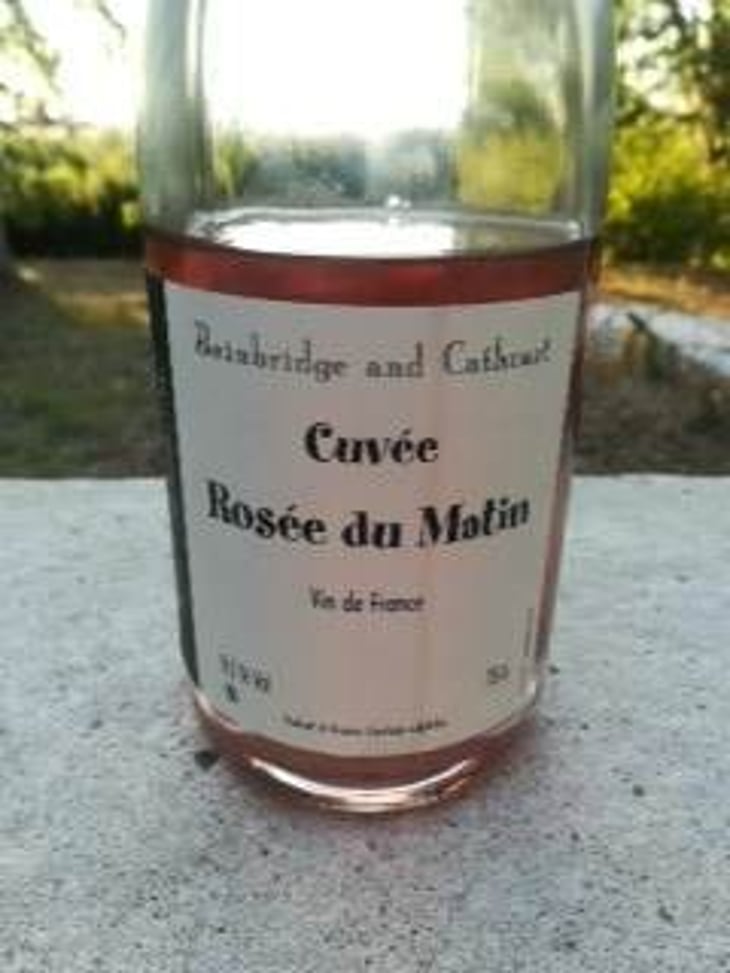 Bainbridge and Cathcart
Cuvée
Rosée du Matin
Vin de France